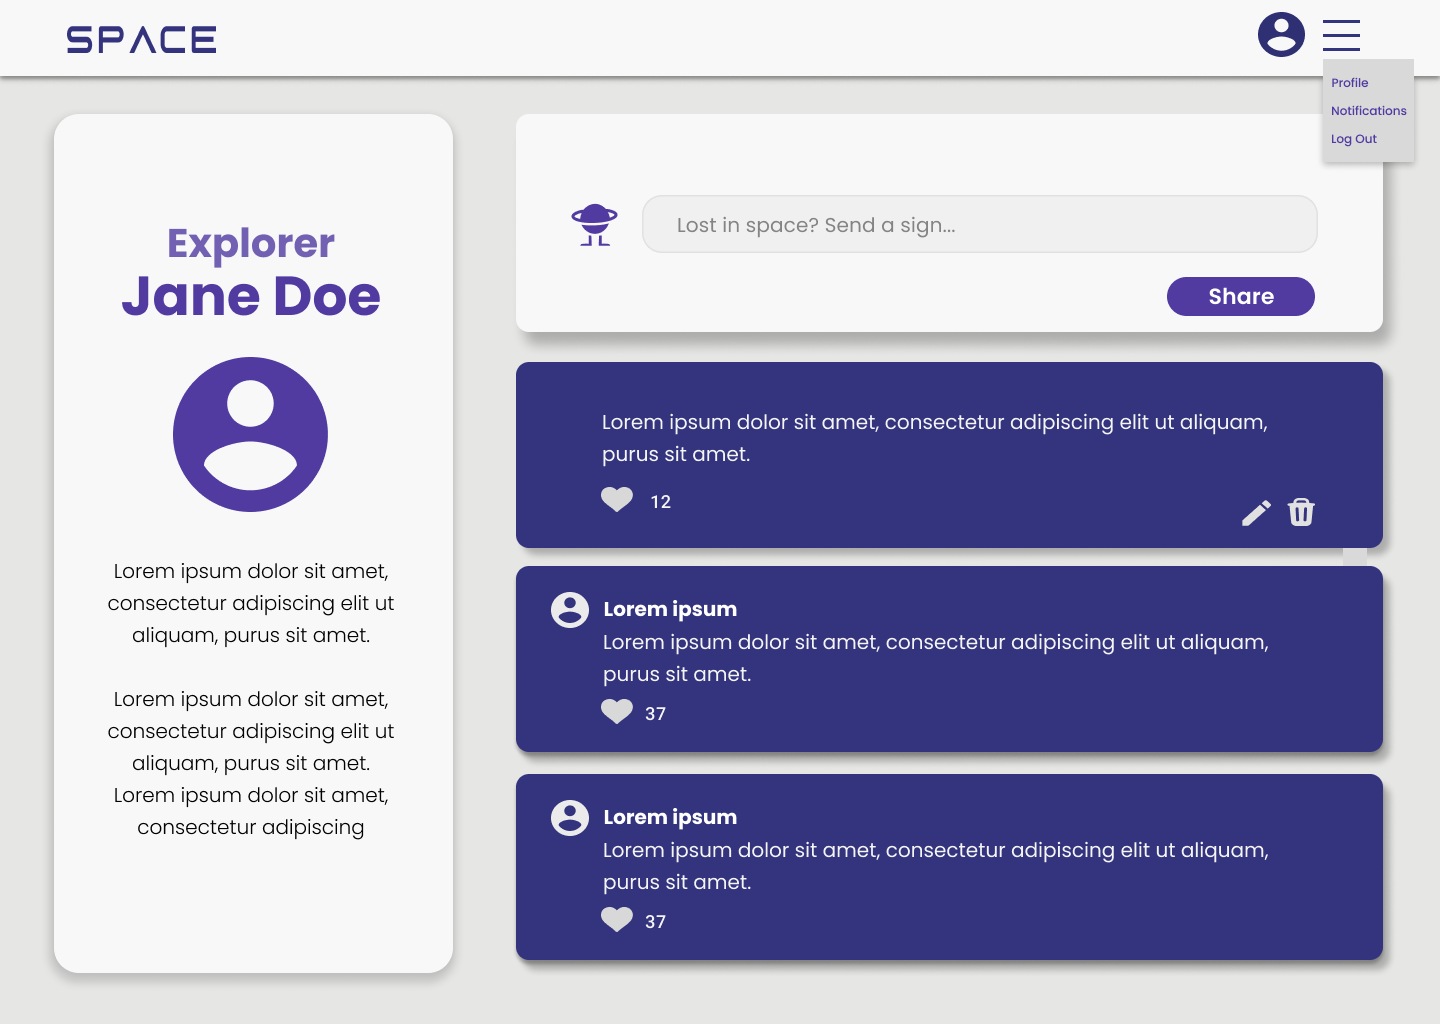 SPACE
Profile
Notifications
Log Out
Explorer
Jane Doe
Lorem ipsum dolor sit amet,
consectetur adipiscing elit ut
aliquam, purus sit amet.
Lorem ipsum dolor sit amet,
consectetur adipiscing elit ut
aliquam, purus sit amet.
Lorem ipsum dolor sit amet,
consectetur adipiscing
Lost in space? Send a sign...
Share
Lorem ipsum dolor sit amet, consectetur adipiscing elit ut aliquam,
purus sit amet.
12
Lorem ipsum
Lorem ipsum dolor sit amet, consectetur adipiscing elit ut aliquam,
purus sit amet.
37
Lorem ipsum
Lorem ipsum dolor sit amet, consectetur adipiscing elit ut aliquam,
purus sit amet.
37